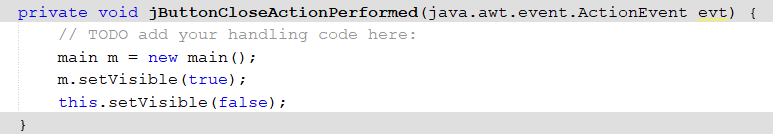 private void jButtonCloseActionPerformed(java.awt.event.ActionEvent evt) {
    // TODO add your handling code here:
    main m = new main();
    m.setVisible(true);
    this.setVisible(false);
}